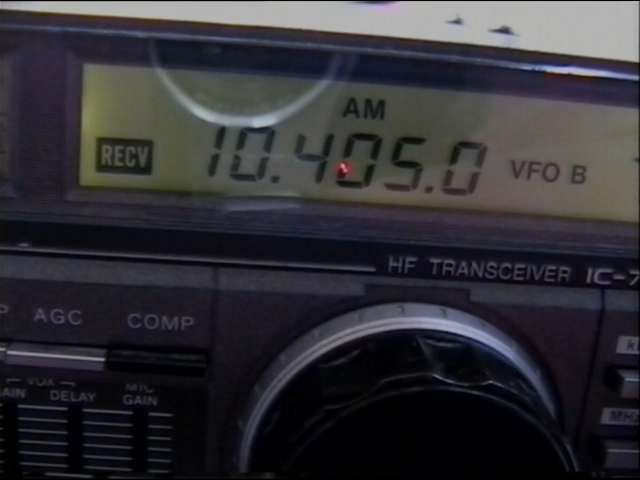 AM
RECV 10.405.0 VFO B
HF TRANSCEIVER IC-7
AGC COMP
VOX
DELAY
MIC
GAIN